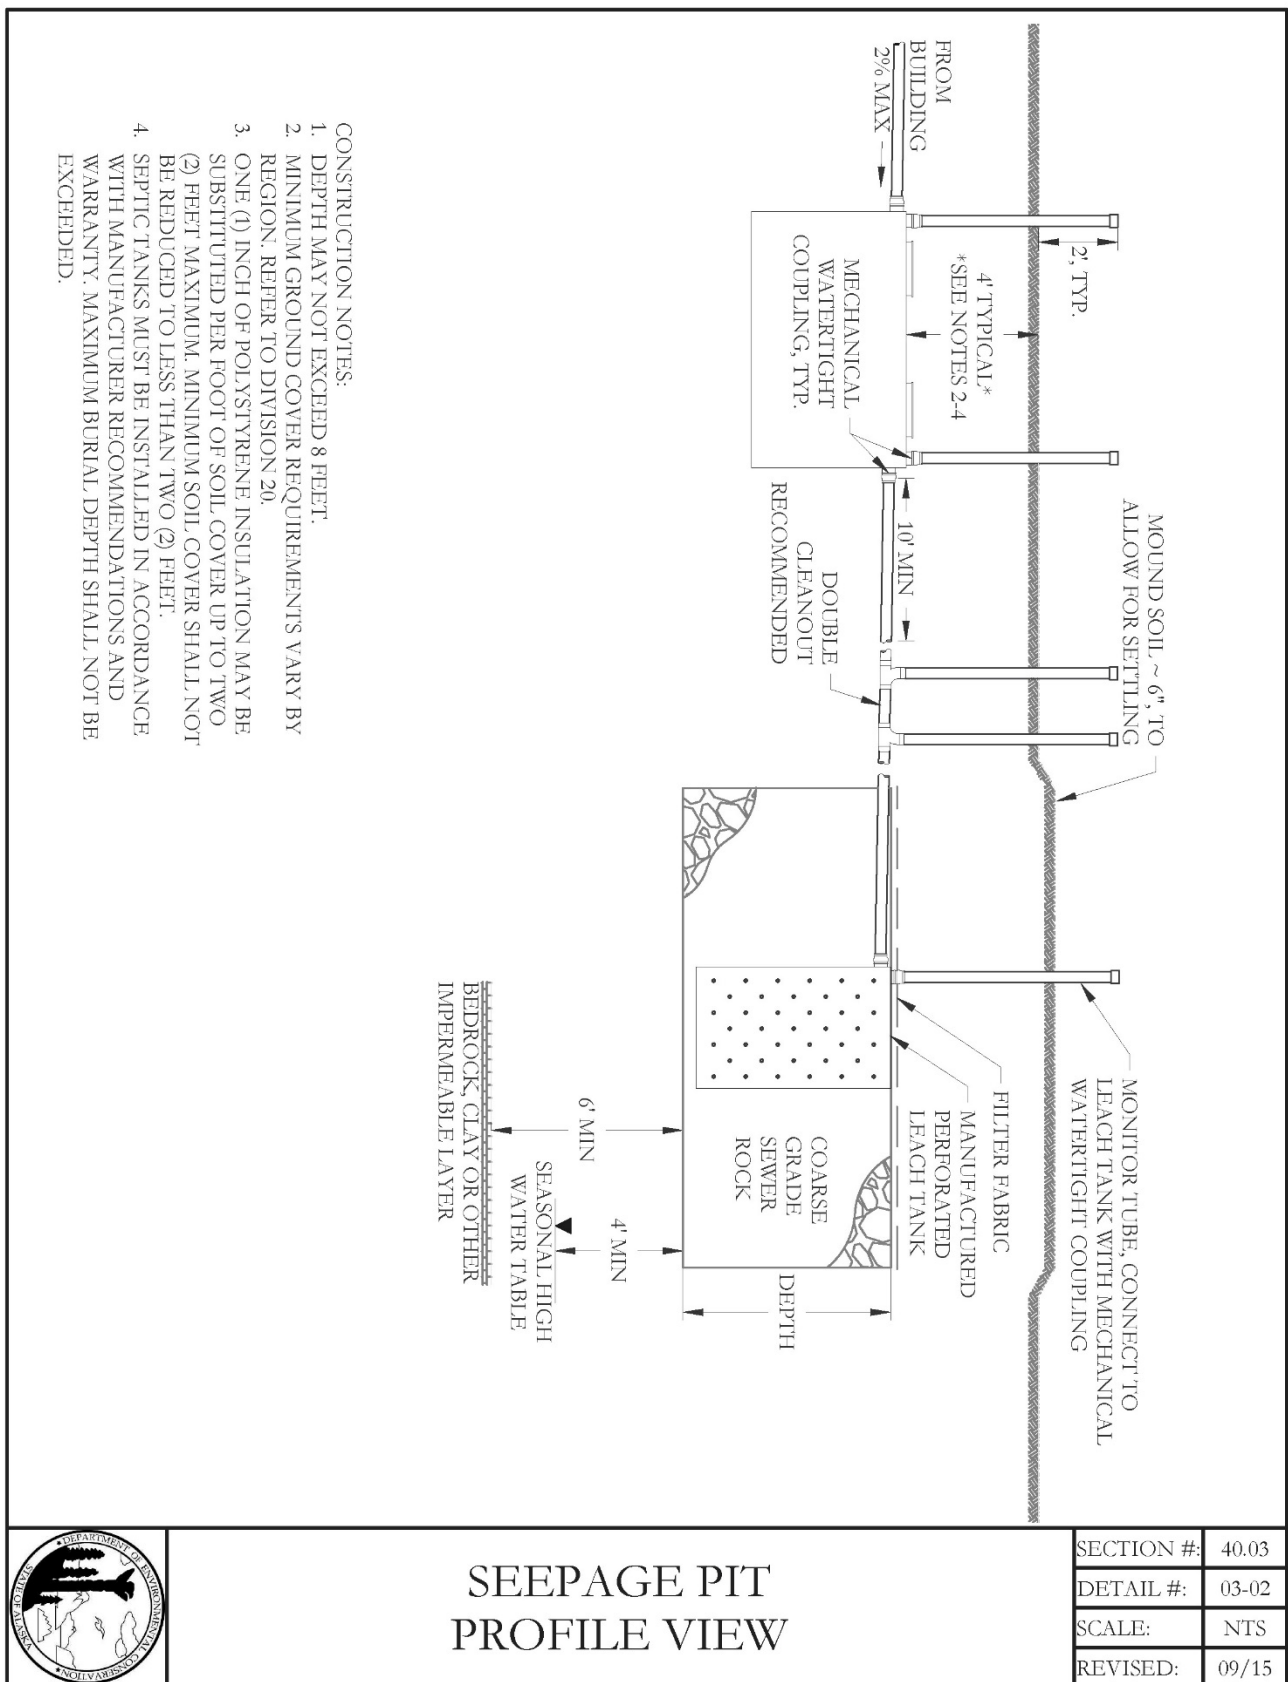 FROM
BUILDING
2% MAX
2', TYP.
4' TYPICAL*
*SEE NOTES 2-4
MECHANICAL
WATERTIGHT
COUPLING, TYP.
10' MIN
DOUBLE
CLEANOUT
RECOMMENDED
MOUND SOIL ~ 6", TO
ALLOW FOR SETTLING
MONITOR TUBE, CONNECT TO
LEACH TANK WITH MECHANICAL
WATERTIGHT COUPLING
FILTER FABRIC
MANUFACTURED
PERFORATED
LEACH TANK
COARSE
GRADE
SEWER
ROCK
DEPTH
6' MIN
4' MIN
SEASONAL HIGH
WATER TABLE
BEDROCK, CLAY OR OTHER
IMPERMEABLE LAYER
CONSTRUCTION NOTES:
1. DEPTH MAY NOT EXCEED 8 FEET.
2. MINIMUM GROUND COVER REQUIREMENTS VARY BY
REGION. REFER TO DIVISION 20.
3. ONE (1) INCH OF POLYSTYRENE INSULATION MAY BE
SUBSTITUTED PER FOOT OF SOIL COVER UP TO TWO
(2) FEET MAXIMUM. MINIMUM SOIL COVER SHALL NOT
BE REDUCED TO LESS THAN TWO (2) FEET.
4. SEPTIC TANKS MUST BE INSTALLED IN ACCORDANCE
WITH MANUFACTURER RECOMMENDATIONS AND
WARRANTY. MAXIMUM BURIAL DEPTH SHALL NOT BE
EXCEEDED.
DEPARTMENT OF ENVIRONMENTAL CONSERVATION
STATE OF ALASKA
SEEPAGE PIT
PROFILE VIEW
SECTION #: 40.03
DETAIL #: 03-02
SCALE: NTS
REVISED: 09/15